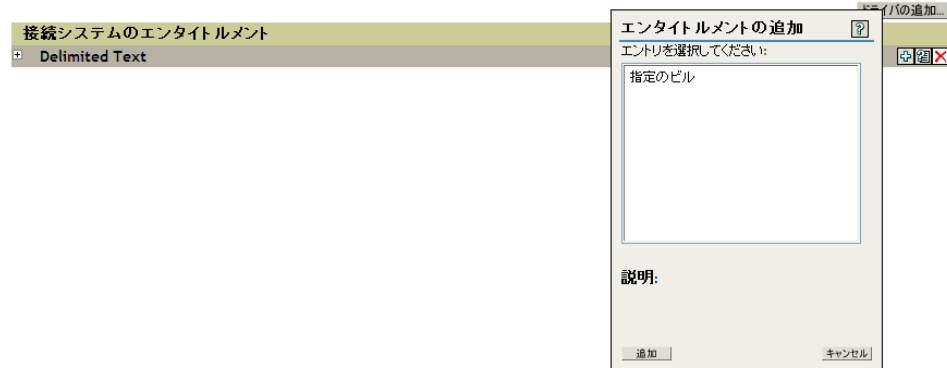 ドライバの追加...
接続システムのエンタイトルメント
Delimited Text
エンタイトルメントの追加
エントリを選択してください:
指定のビル
説明:
追加
キャンセル